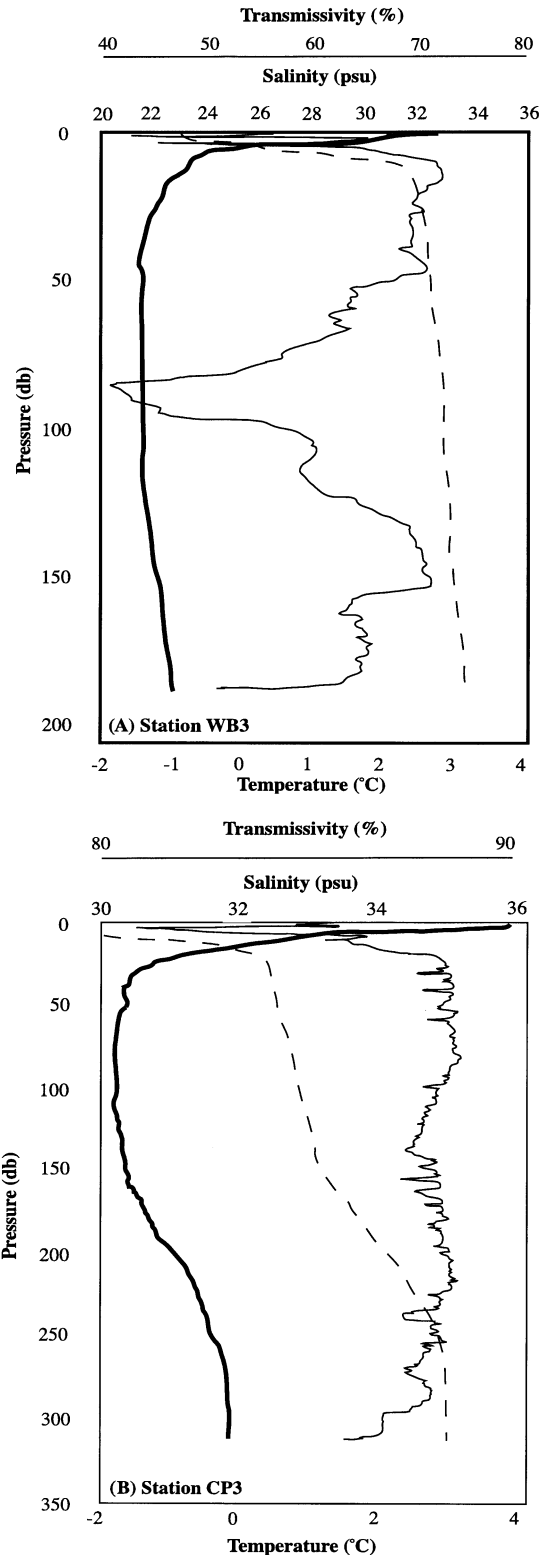 Transmissivity (%)
40 50 60 70 80
Salinity (psu)
20 22 24 26 28 30 32 34 36
0
50
100
150
200
Pressure (db)
(A) Station WB3
-2 -1 0 1 2 3 4
Temperature (°C)
Transmissivity (%)
80 90
Salinity (psu)
30 32 34 36
0
50
100
150
200
250
300
350
Pressure (db)
(B) Station CP3
-2 0 2 4
Temperature (°C)